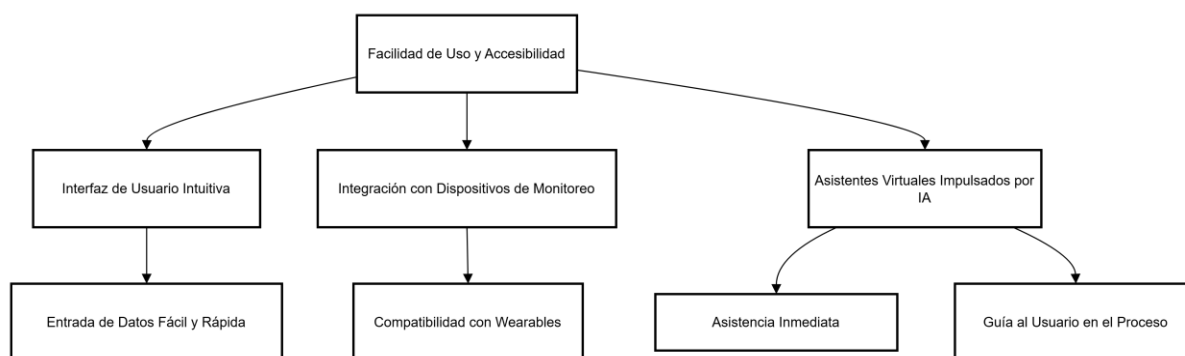 Facilidad de Uso y Accesibilidad
Interfaz de Usuario Intuitiva
Integración con Dispositivos de Monitoreo
Asistentes Virtuales Impulsados por
IA
Entrada de Datos Fácil y Rápida
Compatibilidad con Wearables
Asistencia Inmediata
Guía al Usuario en el Proceso